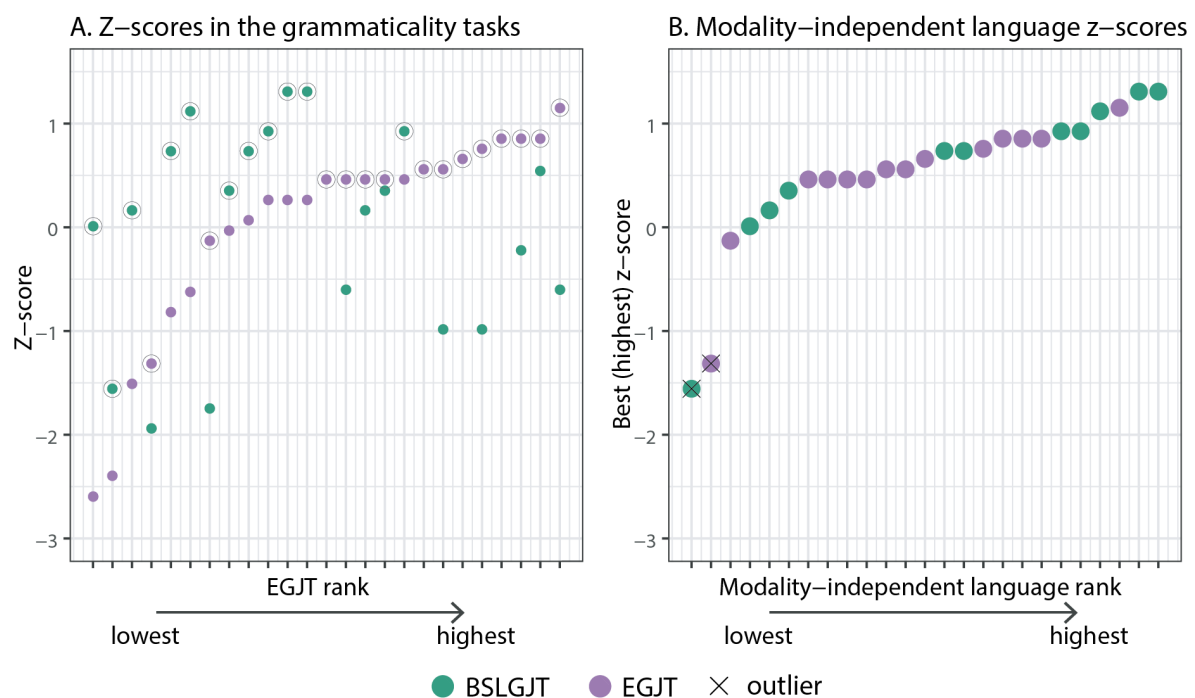 A. Z−scores in the grammaticality tasks
B. Modality−independent language z−scores
Z−score
1
0
−1
−2
−3
EGJT rank
lowest
highest
Best (highest) z−score
1
0
−1
−2
−3
Modality−independent language rank
lowest
highest
BSLGJT
EGJT
outlier